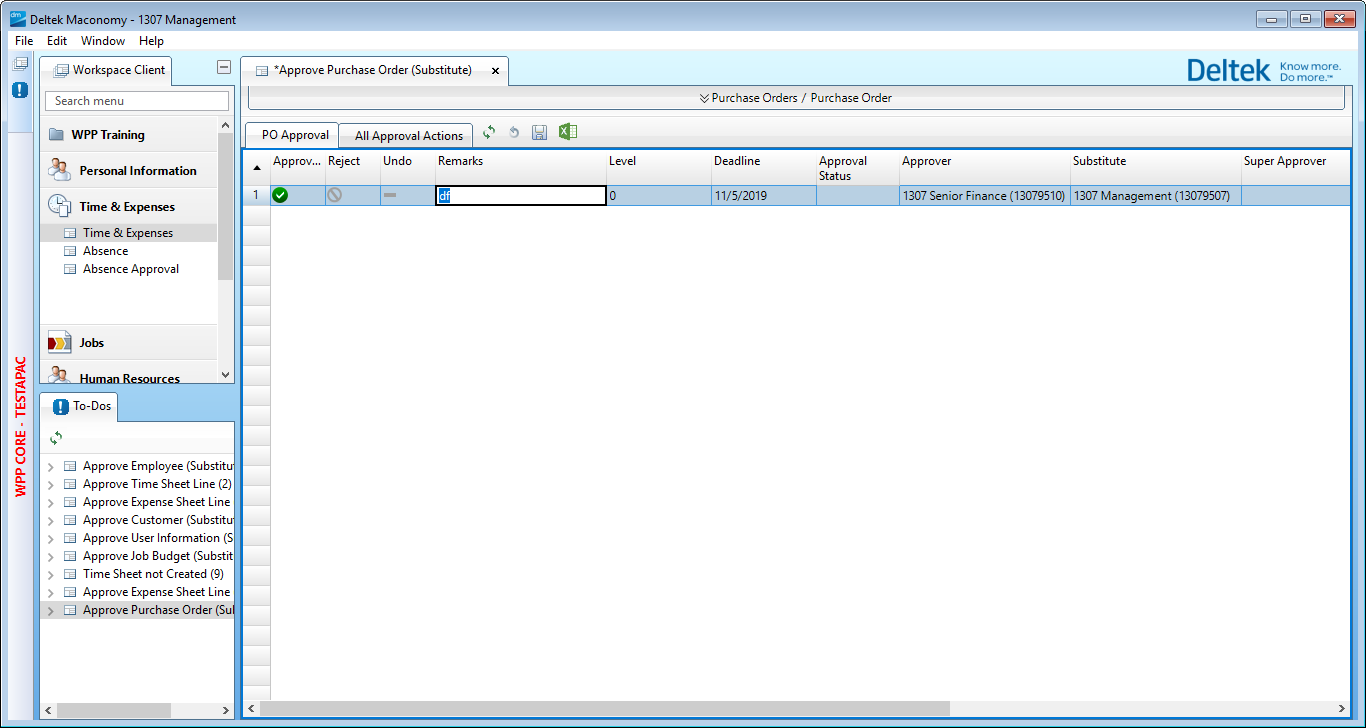 Deltek Maconomy - 1307 Management
File Edit Window Help
Workspace Client
Search menu
WPP Training
Personal Information
Time & Expenses
Time & Expenses
Absence
Absence Approval
Jobs
Human Resources
WPP CORE - TESTAPAC
To-Dos
Approve Employee (Substitu
Approve Time Sheet Line (2)
Approve Expense Sheet Line
Approve Customer (Substitu
Approve User Information (S
Approve Job Budget (Substit
Time Sheet not Created (9)
Approve Expense Sheet Line
Approve Purchase Order (Sul
*Approve Purchase Order (Substitute)
Deltek Know more.
Do more.™
Purchase Orders / Purchase Order
PO Approval All Approval Actions
Approv... Reject Undo Remarks Level Deadline Approval Status Approver Substitute Super Approver
1 df 0 11/5/2019 1307 Senior Finance (13079510) 1307 Management (13079507)